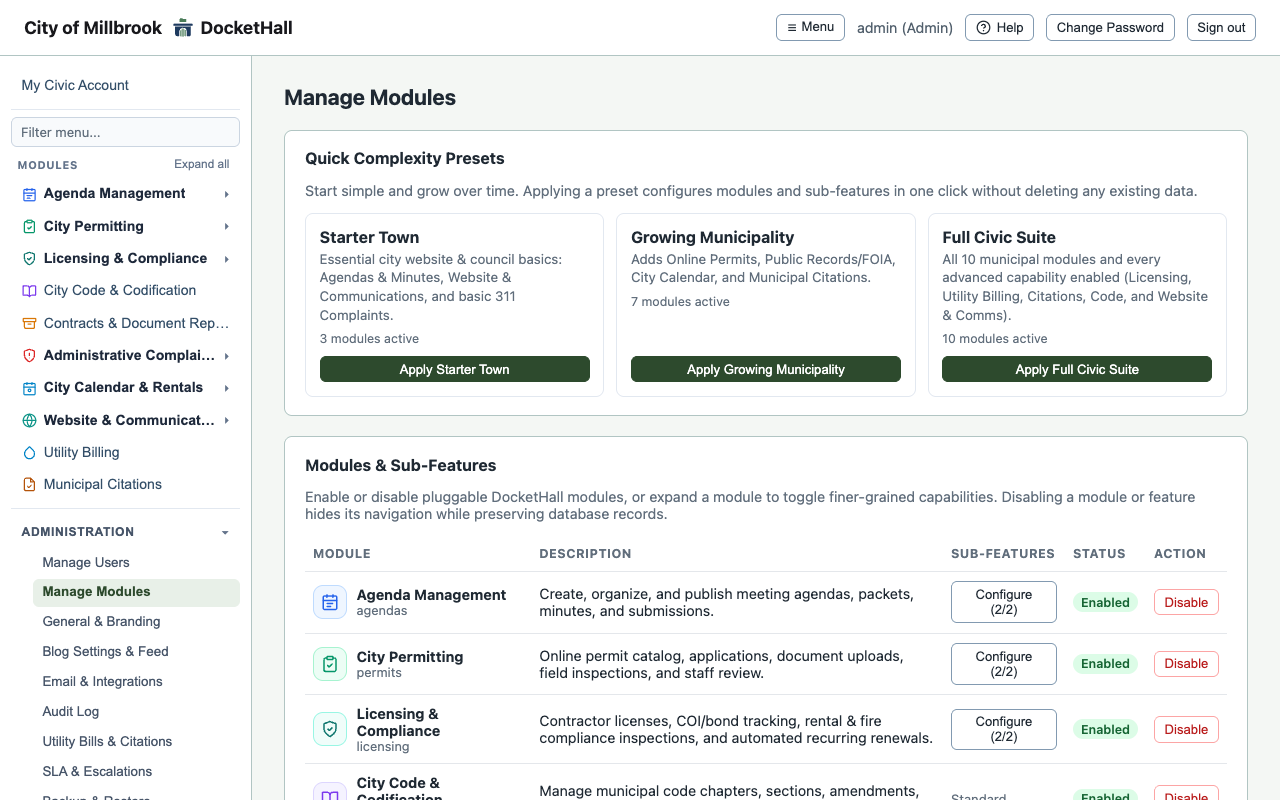 City of Millbrook DocketHall
≡ Menu
admin (Admin)
Help
Change Password
Sign out
My Civic Account
Filter menu...
MODULES
Expand all
Agenda Management
City Permitting
Licensing & Compliance
City Code & Codification
Contracts & Document Rep…
Administrative Complai…
City Calendar & Rentals
Website & Communicat…
Utility Billing
Municipal Citations
ADMINISTRATION
Manage Users
Manage Modules
General & Branding
Blog Settings & Feed
Email & Integrations
Audit Log
Utility Bills & Citations
SLA & Escalations
Backup & Restore
Manage Modules
Quick Complexity Presets
Start simple and grow over time. Applying a preset configures modules and sub-features in one click without deleting any existing data.
Starter Town
Essential city website & council basics:
Agendas & Minutes, Website &
Communications, and basic 311
Complaints.
3 modules active
Apply Starter Town
Growing Municipality
Adds Online Permits, Public Records/FOIA,
City Calendar, and Municipal Citations.
7 modules active
Apply Growing Municipality
Full Civic Suite
All 10 municipal modules and every
advanced capability enabled (Licensing,
Utility Billing, Citations, Code, and Website
& Comms).
10 modules active
Apply Full Civic Suite
Modules & Sub-Features
Enable or disable pluggable DocketHall modules, or expand a module to toggle finer-grained capabilities. Disabling a module or feature
hides its navigation while preserving database records.
MODULE DESCRIPTION SUB-FEATURES STATUS ACTION
Agenda Management
agendas
Create, organize, and publish meeting agendas, packets,
minutes, and submissions.
Configure
(2/2)
Enabled
Disable
City Permitting
permits
Online permit catalog, applications, document uploads,
field inspections, and staff review.
Configure
(2/2)
Enabled
Disable
Licensing &
Compliance
licensing
Contractor licenses, COI/bond tracking, rental & fire
compliance inspections, and automated recurring renewals.
Configure
(2/2)
Enabled
Disable
City Code &
Codification
Manage municipal code chapters, sections, amendments,
Standard
Enabled
Disable